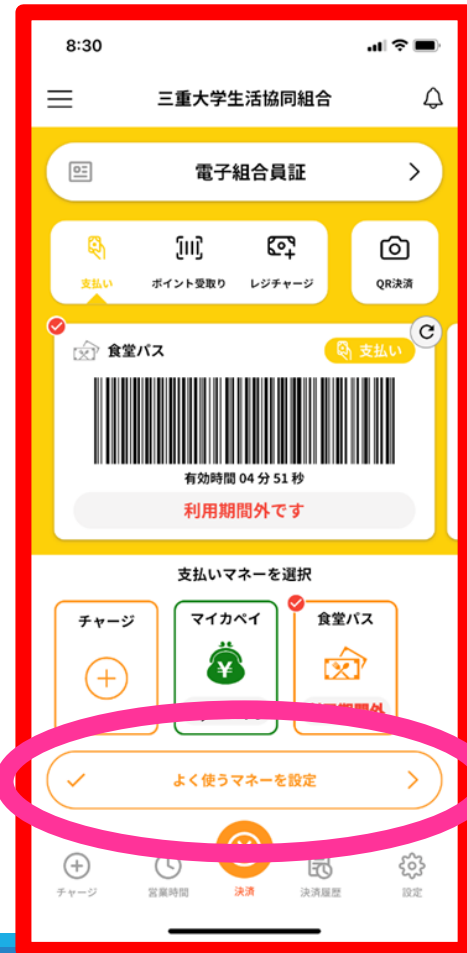 8:30
三重大学生活協同組合
電子組合員証
支払い
ポイント受取り
レジチャージ
QR決済
食堂パス
支払い
有効時間 04 分 51 秒
利用期間外です
支払いマネーを選択
チャージ
マイカペイ
食堂パス
よく使うマネーを設定
チャージ
営業時間
決済
決済履歴
設定